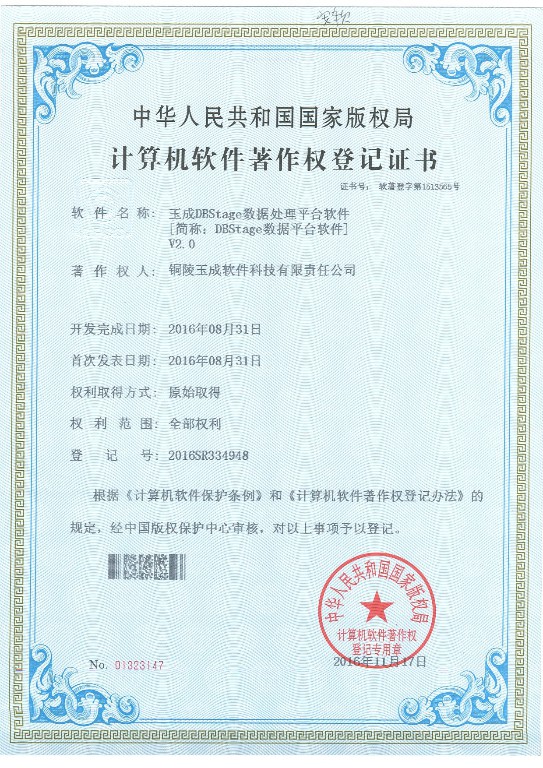 中华人民共和国国家版权局
计算机软件著作权登记证书
证书号： 软著登字第1513565号
软件名称： 玉成DBStage数据处理平台软件
[简称：DBStage数据平台软件]
V2.0
著作权人： 铜陵玉成软件科技有限责任公司
开发完成日期： 2016年08月31日
首次发表日期： 2016年08月31日
权利取得方式： 原始取得
权利范围： 全部权利
登记号： 2016SR334948
根据《计算机软件保护条例》和《计算机软件著作权登记办法》的
规定，经中国版权保护中心审核，对以上事项予以登记。
中华人民共和国国家版权局
计算机软件著作权
登记专用章
No. 01323147
2016年11月17日